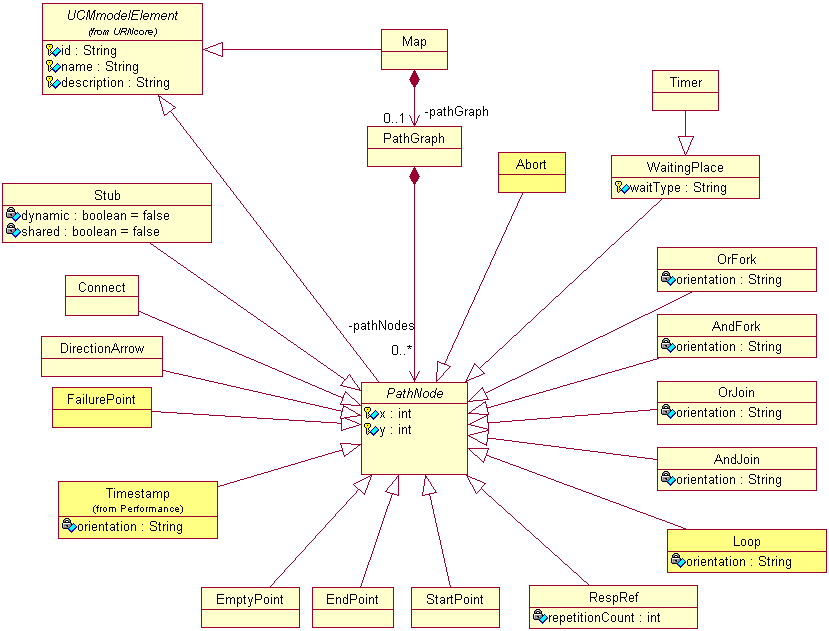 UCMmodelElement
(from URNcore)
id : String
name : String
description : String
Map
-pathGraph
0..1
PathGraph
Timer
WaitingPlace
waitType : String
Abort
Stub
dynamic : boolean = false
shared : boolean = false
OrFork
orientation : String
Connect
AndFork
orientation : String
-pathNodes
0..*
DirectionArrow
PathNode
x : int
y : int
OrJoin
orientation : String
FailurePoint
AndJoin
orientation : String
Timestamp
(from Performance)
orientation : String
Loop
orientation : String
EmptyPoint
EndPoint
StartPoint
RespRef
repetitionCount : int